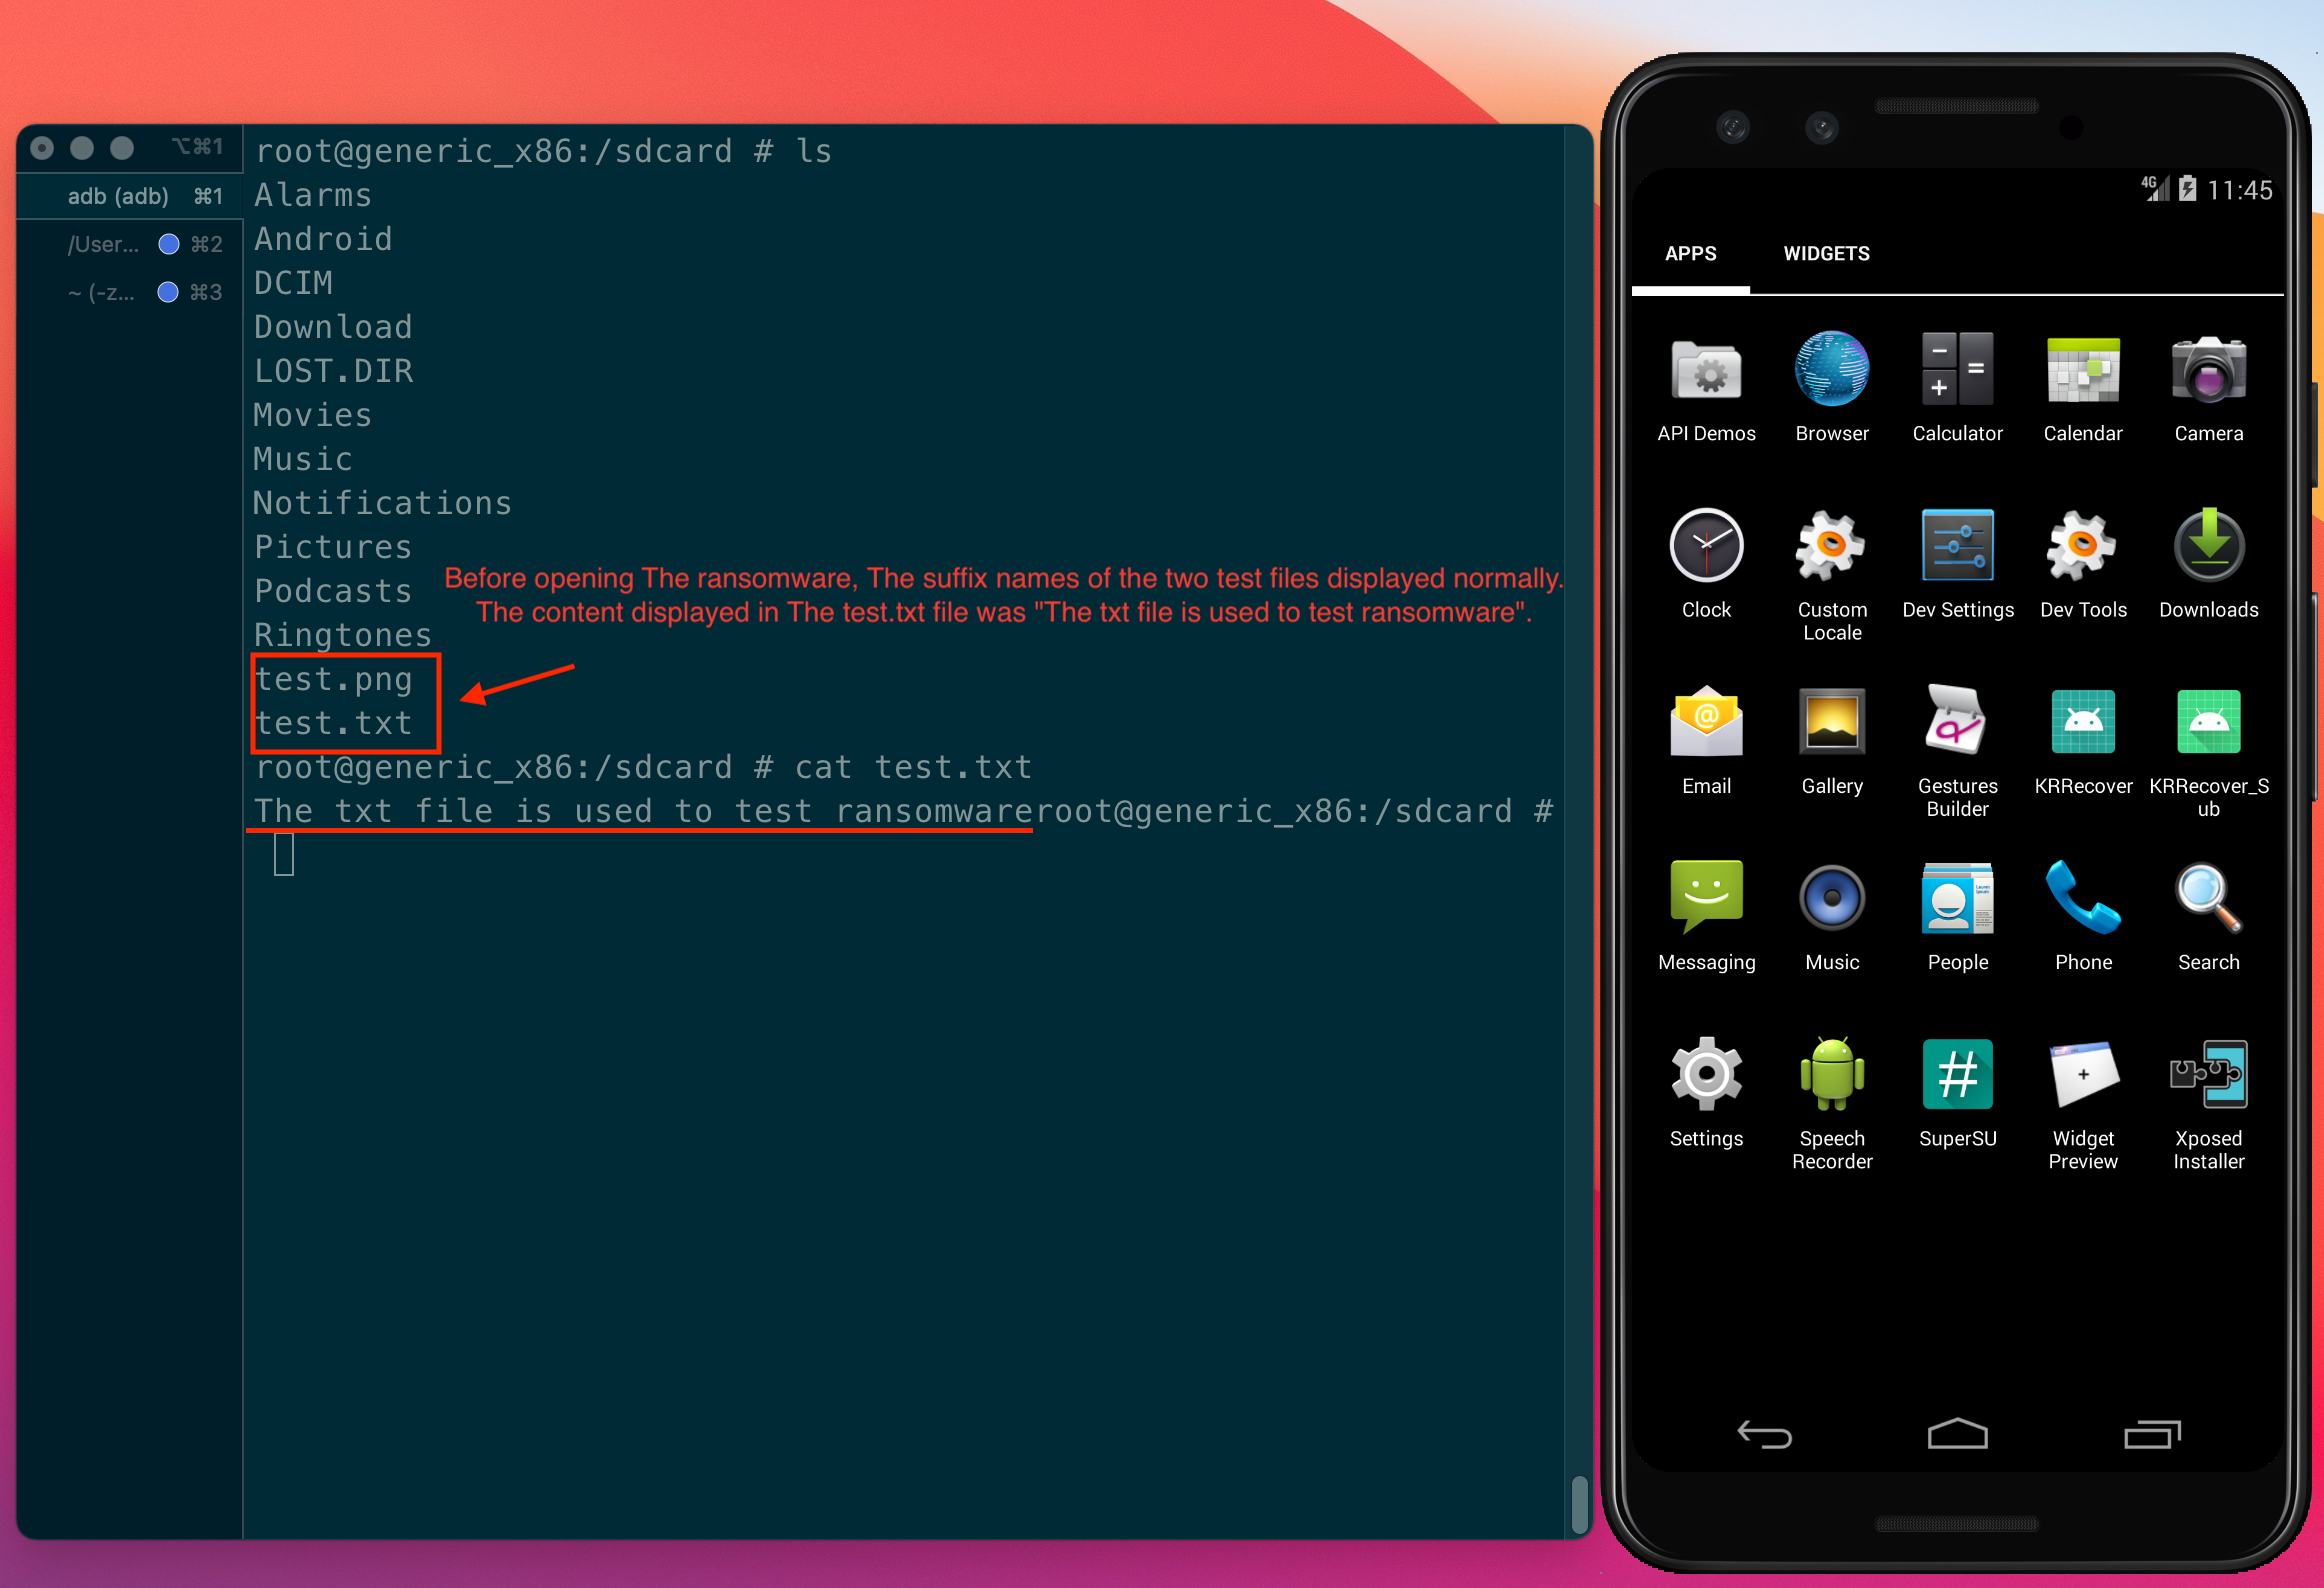 ⌥⌘1
adb (adb) ⌘1
/User... ⌘2
~ (-z... ⌘3
root@generic_x86:/sdcard # ls
Alarms
Android
DCIM
Download
LOST.DIR
Movies
Music
Notifications
Pictures
Podcasts
Ringtones
test.png
test.txt
root@generic_x86:/sdcard # cat test.txt
The txt file is used to test ransomwareroot@generic_x86:/sdcard #
Before opening The ransomware, The suffix names of the two test files displayed normally.
The content displayed in The test.txt file was "The txt file is used to test ransomware".
4G 11:45
APPS WIDGETS
API Demos Browser Calculator Calendar Camera
Clock Custom Locale Dev Settings Dev Tools Downloads
Email Gallery Gestures Builder KRRecover KRRecover_Sub
Messaging Music People Phone Search
Settings Speech Recorder SuperSU Widget Preview Xposed Installer